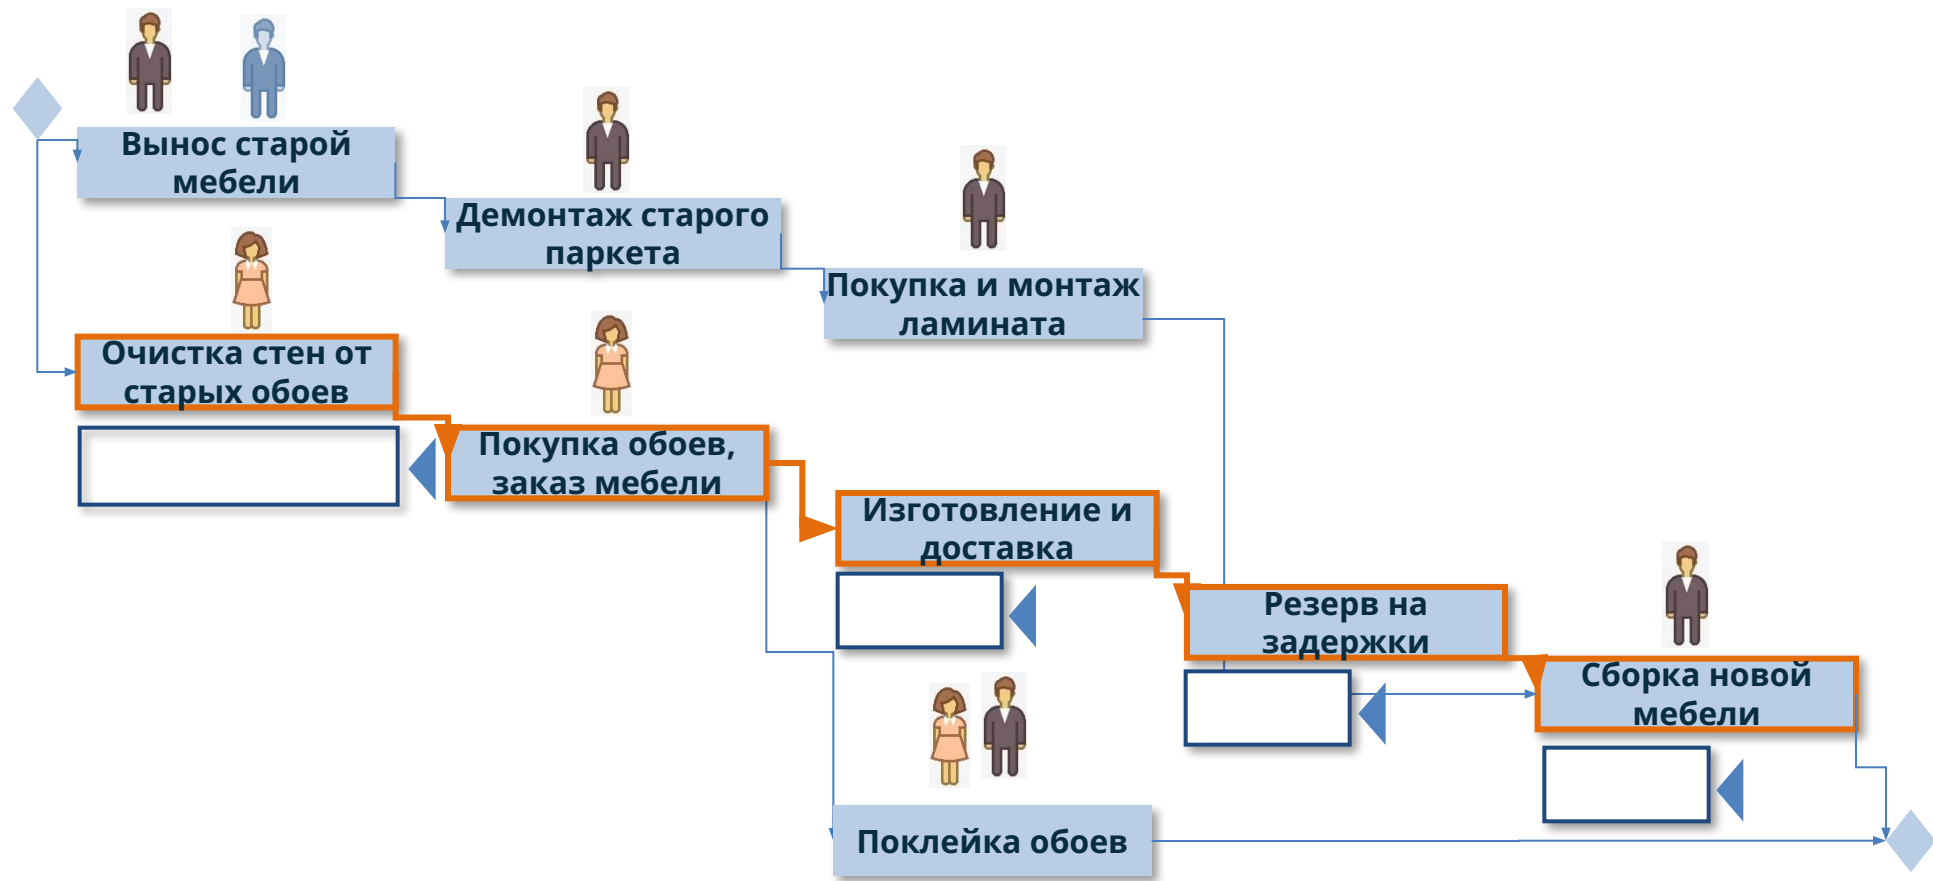 Вынос старой
мебели
Демонтаж старого
паркета
Покупка и монтаж
ламината
Очистка стен от
старых обоев
Покупка обоев,
заказ мебели
Изготовление и
доставка
Резерв на
задержки
Сборка новой
мебели
Поклейка обоев